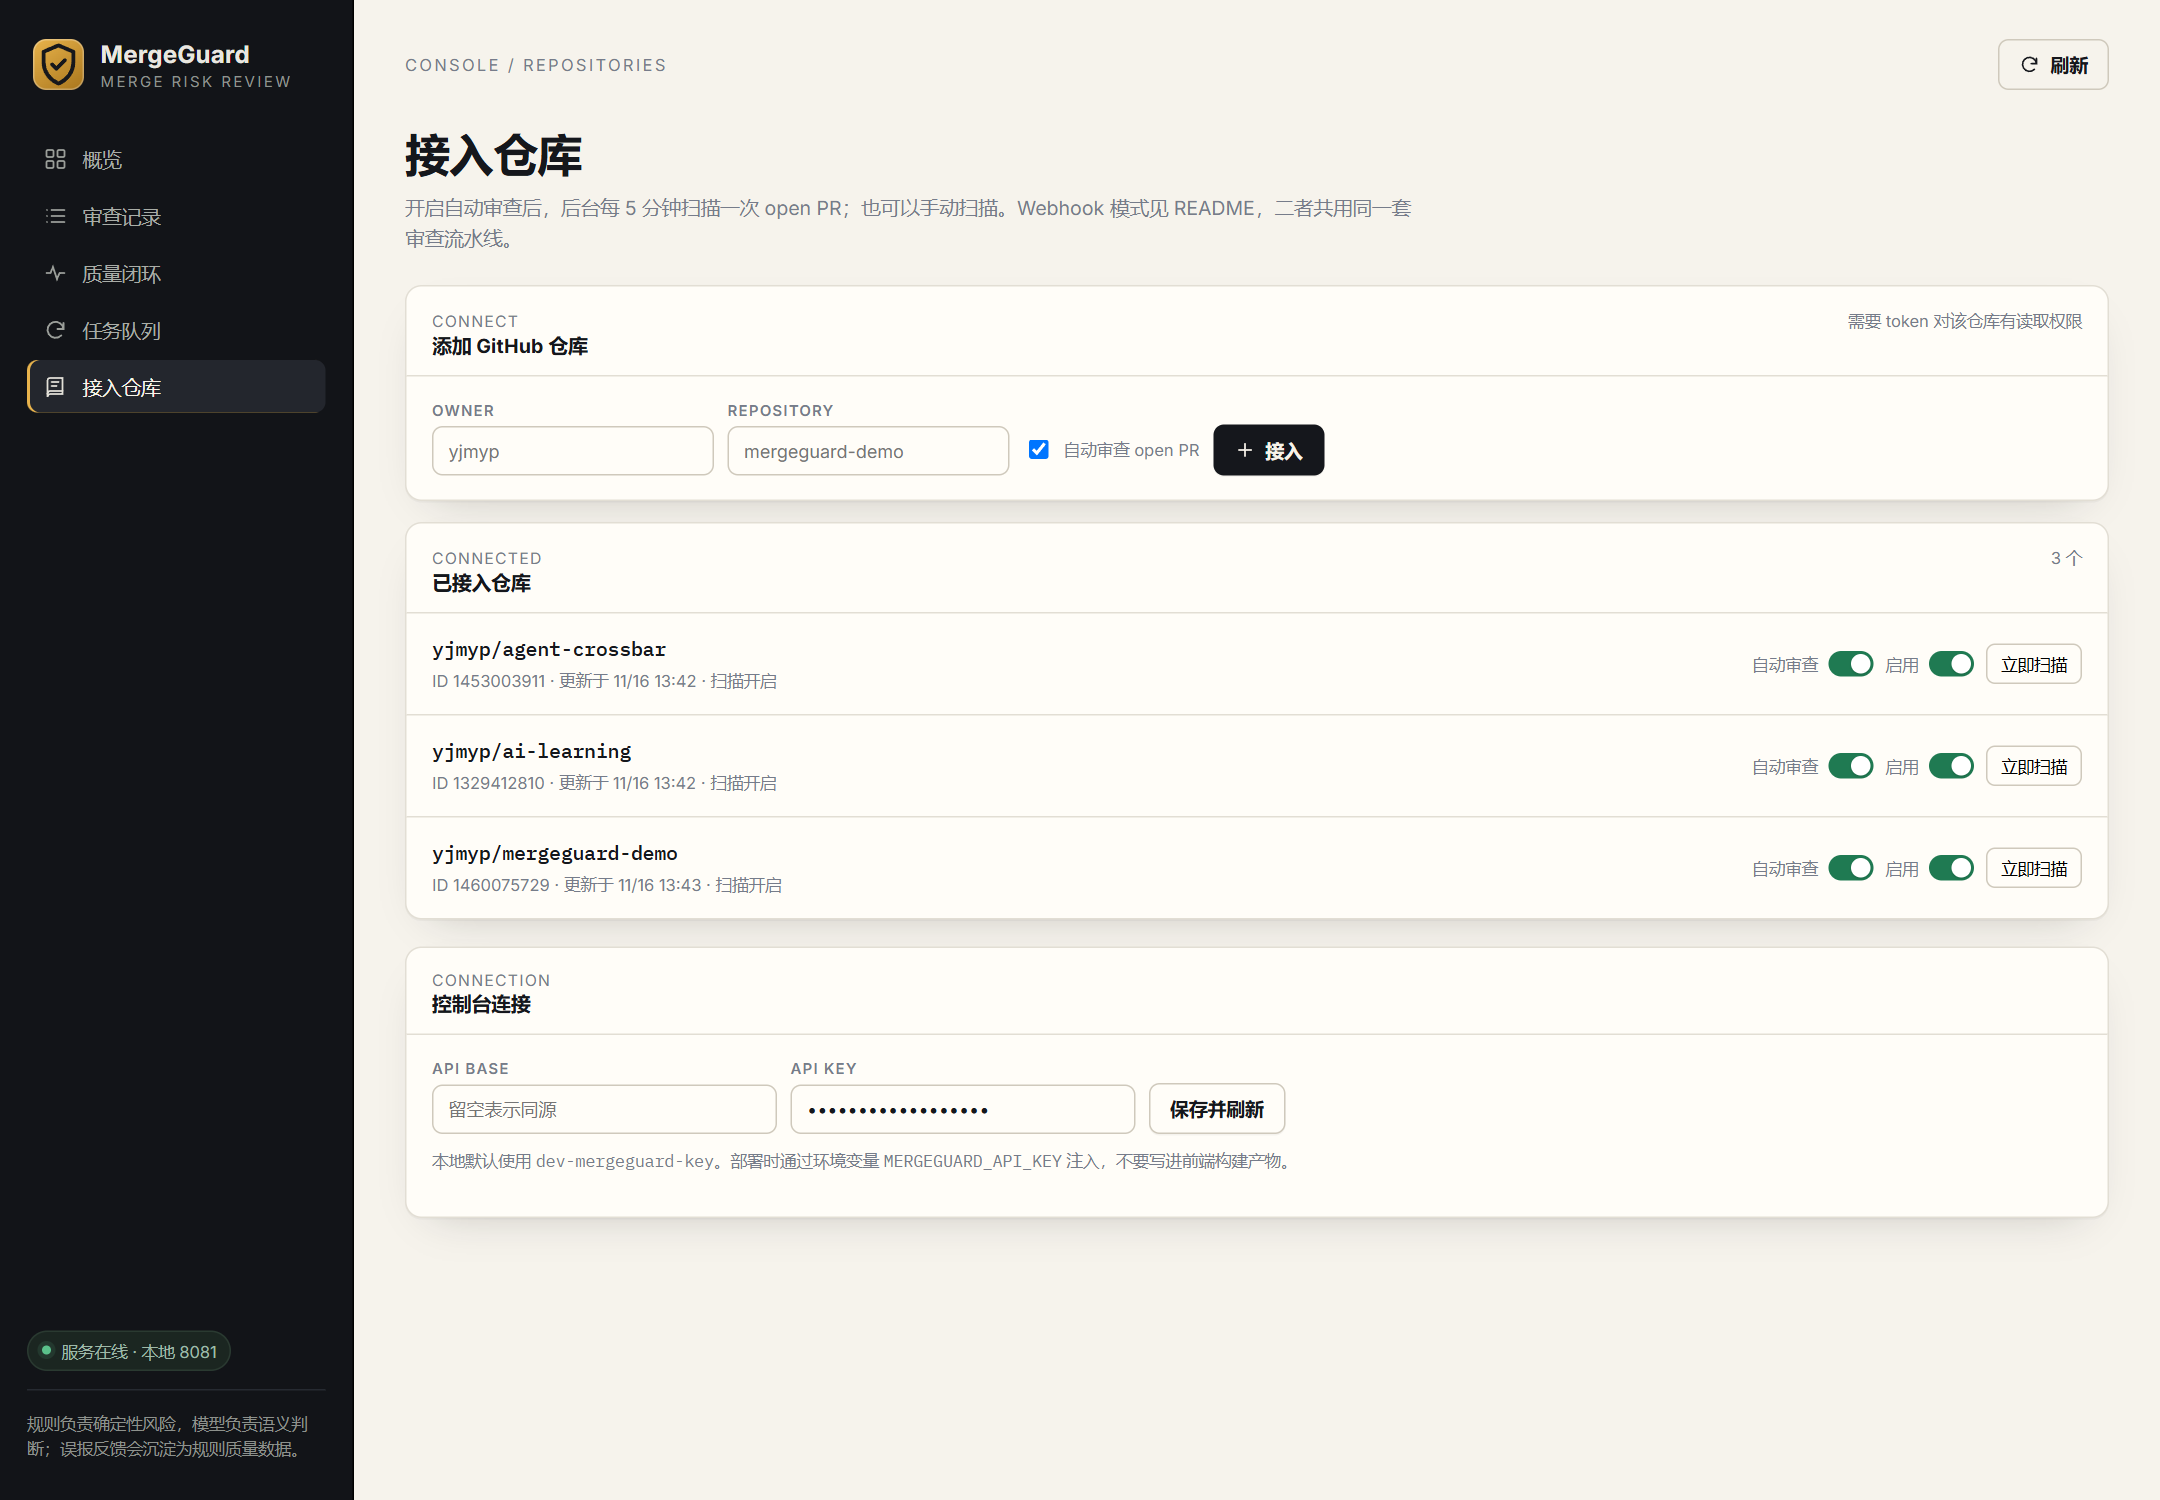 MergeGuard
MERGE RISK REVIEW
概览
审查记录
质量闭环
任务队列
接入仓库
服务在线 · 本地 8081
规则负责确定性风险，模型负责语义判
断；误报反馈会沉淀为规则质量数据。
CONSOLE / REPOSITORIES
刷新
接入仓库
开启自动审查后，后台每 5 分钟扫描一次 open PR；也可以手动扫描。Webhook 模式见 README，二者共用同一套
审查流水线。
CONNECT
添加 GitHub 仓库
需要 token 对该仓库有读取权限
OWNER
REPOSITORY
yjmyp
mergeguard-demo
自动审查 open PR
接入
CONNECTED
已接入仓库
3 个
yjmyp/agent-crossbar
ID 1453003911 · 更新于 11/16 13:42 · 扫描开启
自动审查
启用
立即扫描
yjmyp/ai-learning
ID 1329412810 · 更新于 11/16 13:42 · 扫描开启
自动审查
启用
立即扫描
yjmyp/mergeguard-demo
ID 1460075729 · 更新于 11/16 13:43 · 扫描开启
自动审查
启用
立即扫描
CONNECTION
控制台连接
API BASE
API KEY
留空表示同源
••••••••••••••••••
保存并刷新
本地默认使用 dev-mergeguard-key。部署时通过环境变量 MERGEGUARD_API_KEY 注入，不要写进前端构建产物。